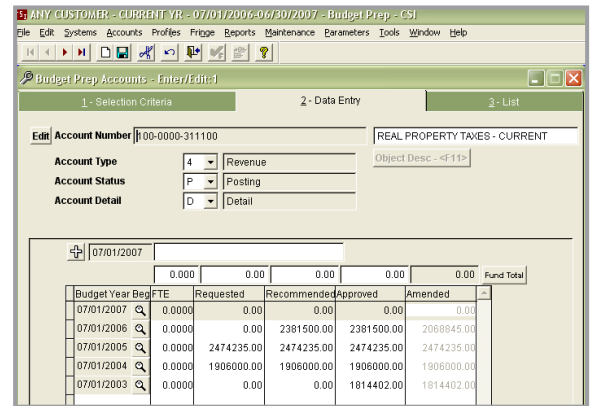 ANY CUSTOMER - CURRENT YR - 07/01/2006-06/30/2007 - Budget Prep - CSI
File Edit Systems Accounts Profiles Fringe Reports Maintenance Parameters Tools Window Help
Budget Prep Accounts - Enter/Edit:1
1 - Selection Criteria 2 - Data Entry 3 - List
Edit Account Number 100-0000-311100 REAL PROPERTY TAXES - CURRENT
Account Type 4 Revenue Object Desc - <F11>
Account Status P Posting
Account Detail D Detail
07/01/2007
0.000 0.00 0.00 0.00 0.00 Fund Total
Budget Year Beg FTE Requested Recommended Approved Amended
07/01/2007 0.0000 0.00 0.00 0.00 0.00
07/01/2006 0.0000 0.00 2381500.00 2381500.00 2068845.00
07/01/2005 0.0000 2474235.00 2474235.00 2474235.00 2474235.00
07/01/2004 0.0000 1906000.00 1906000.00 1906000.00 1906000.00
07/01/2003 0.0000 0.00 0.00 1814402.00 1814402.00